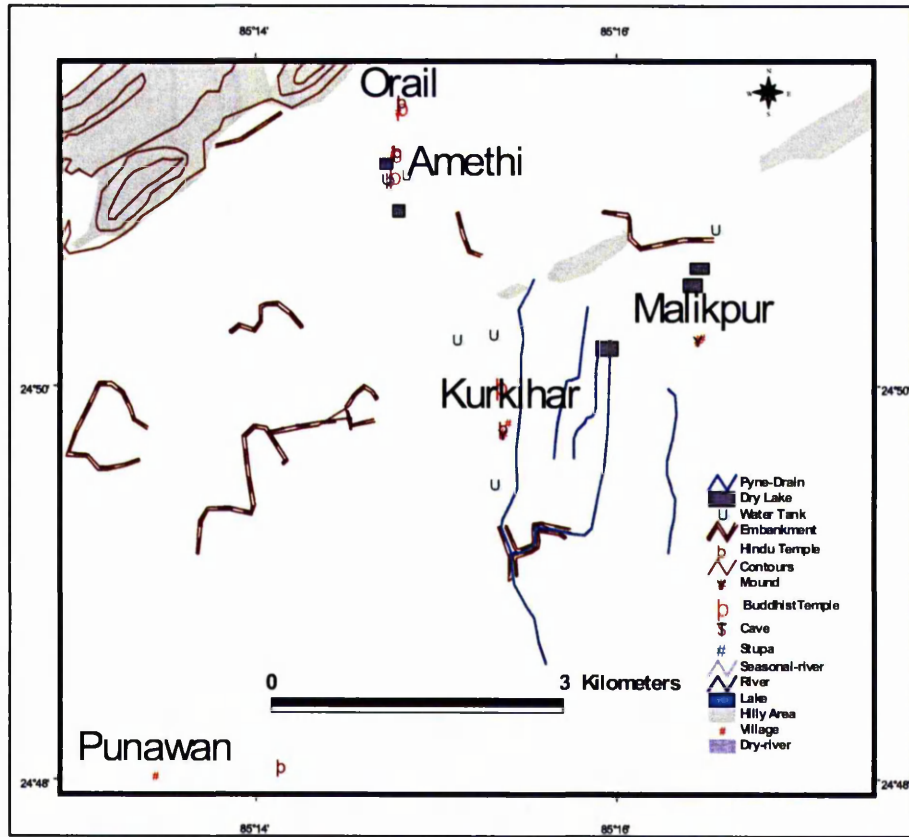 85°14' 85°16'
N
W E
S
Orail
Amethi
U U
U
Malikpur
U U
24°50' 24°50'
Kurkihar
U
Pyne-Drain
Dry Lake
U Water Tank
Embankment
Hindu Temple
Contours
Mound
Buddhist Temple
Cave
# Stupa
Seasonal-river
River
Lake
Hilly Area
# Village
Dry-river
0 3 Kilometers
Punawan
24°48' 24°48'
85°14' 85°16'